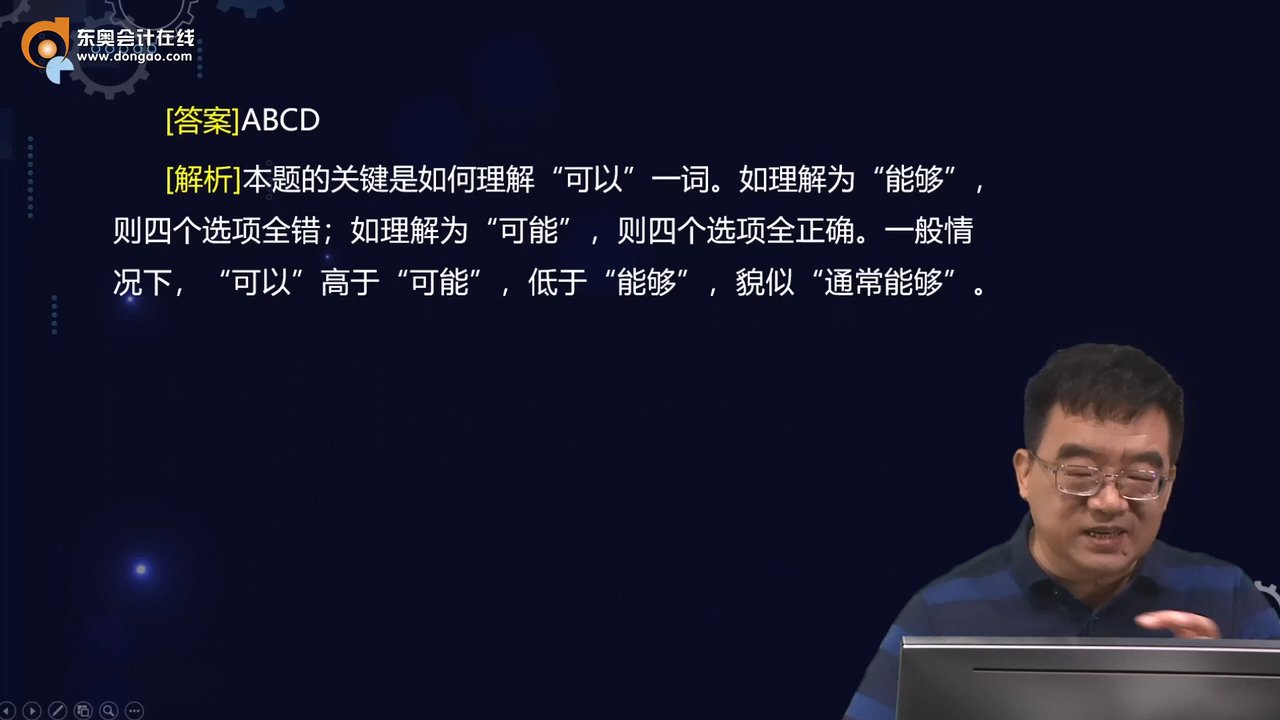 东奥会计在线
www.dongao.com
[答案]ABCD
[解析]本题的关键是如何理解“可以”一词。如理解为“能够”，
则四个选项全错；如理解为“可能”，则四个选项全正确。一般情
况下，“可以”高于“可能”，低于“能够”，貌似“通常能够”。